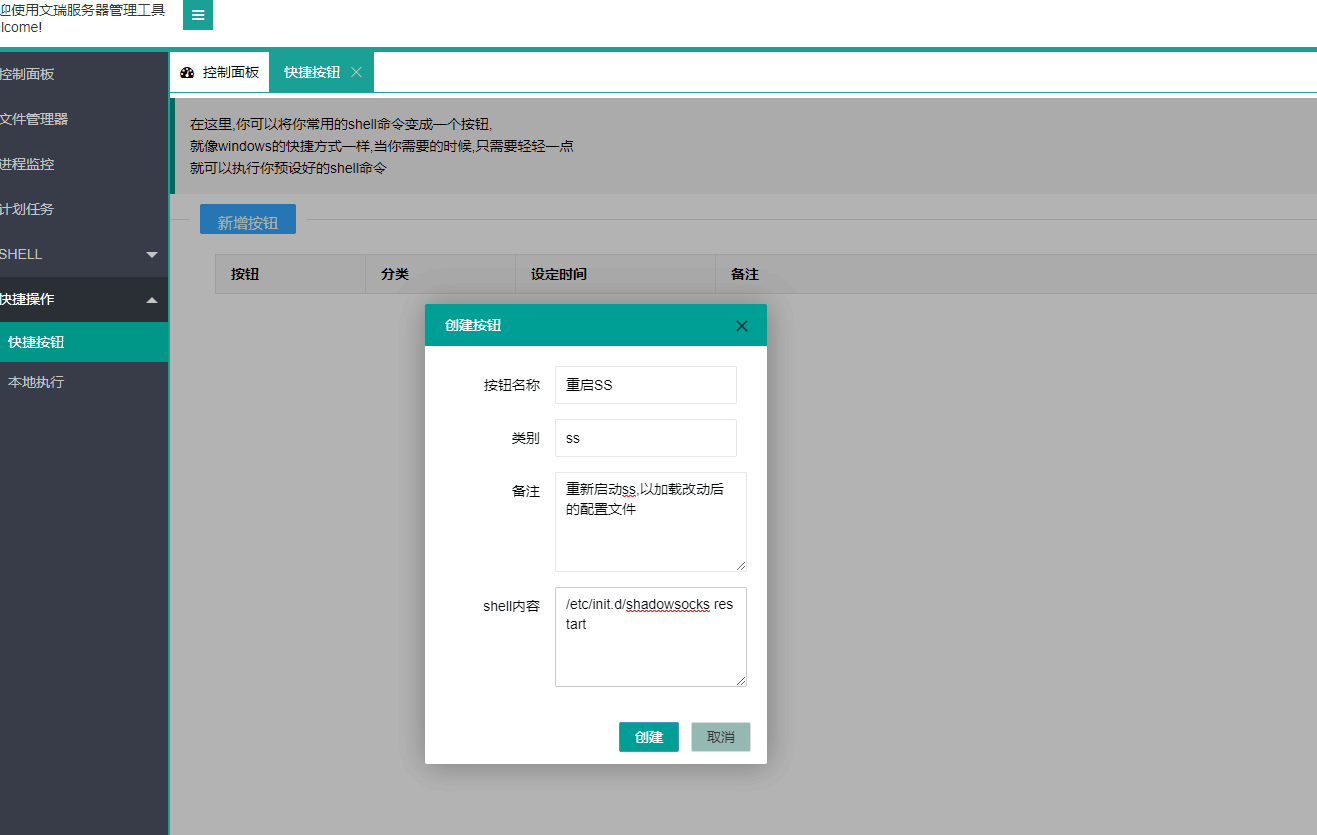 迎使用文瑞服务器管理工具
lcome!
控制面板
文件管理器
进程监控
计划任务
SHELL
快捷操作
快捷按钮
本地执行
控制面板 快捷按钮
在这里,你可以将你常用的shell命令变成一个按钮,
就像windows的快捷方式一样,当你需要的时候,只需要轻轻一点
就可以执行你预设好的shell命令
新增按钮
按钮 分类 设定时间 备注
创建按钮
按钮名称 重启SS
类别 ss
备注 重新启动ss,以加载改动后
的配置文件
shell内容 /etc/init.d/shadowsocks res
tart
创建 取消